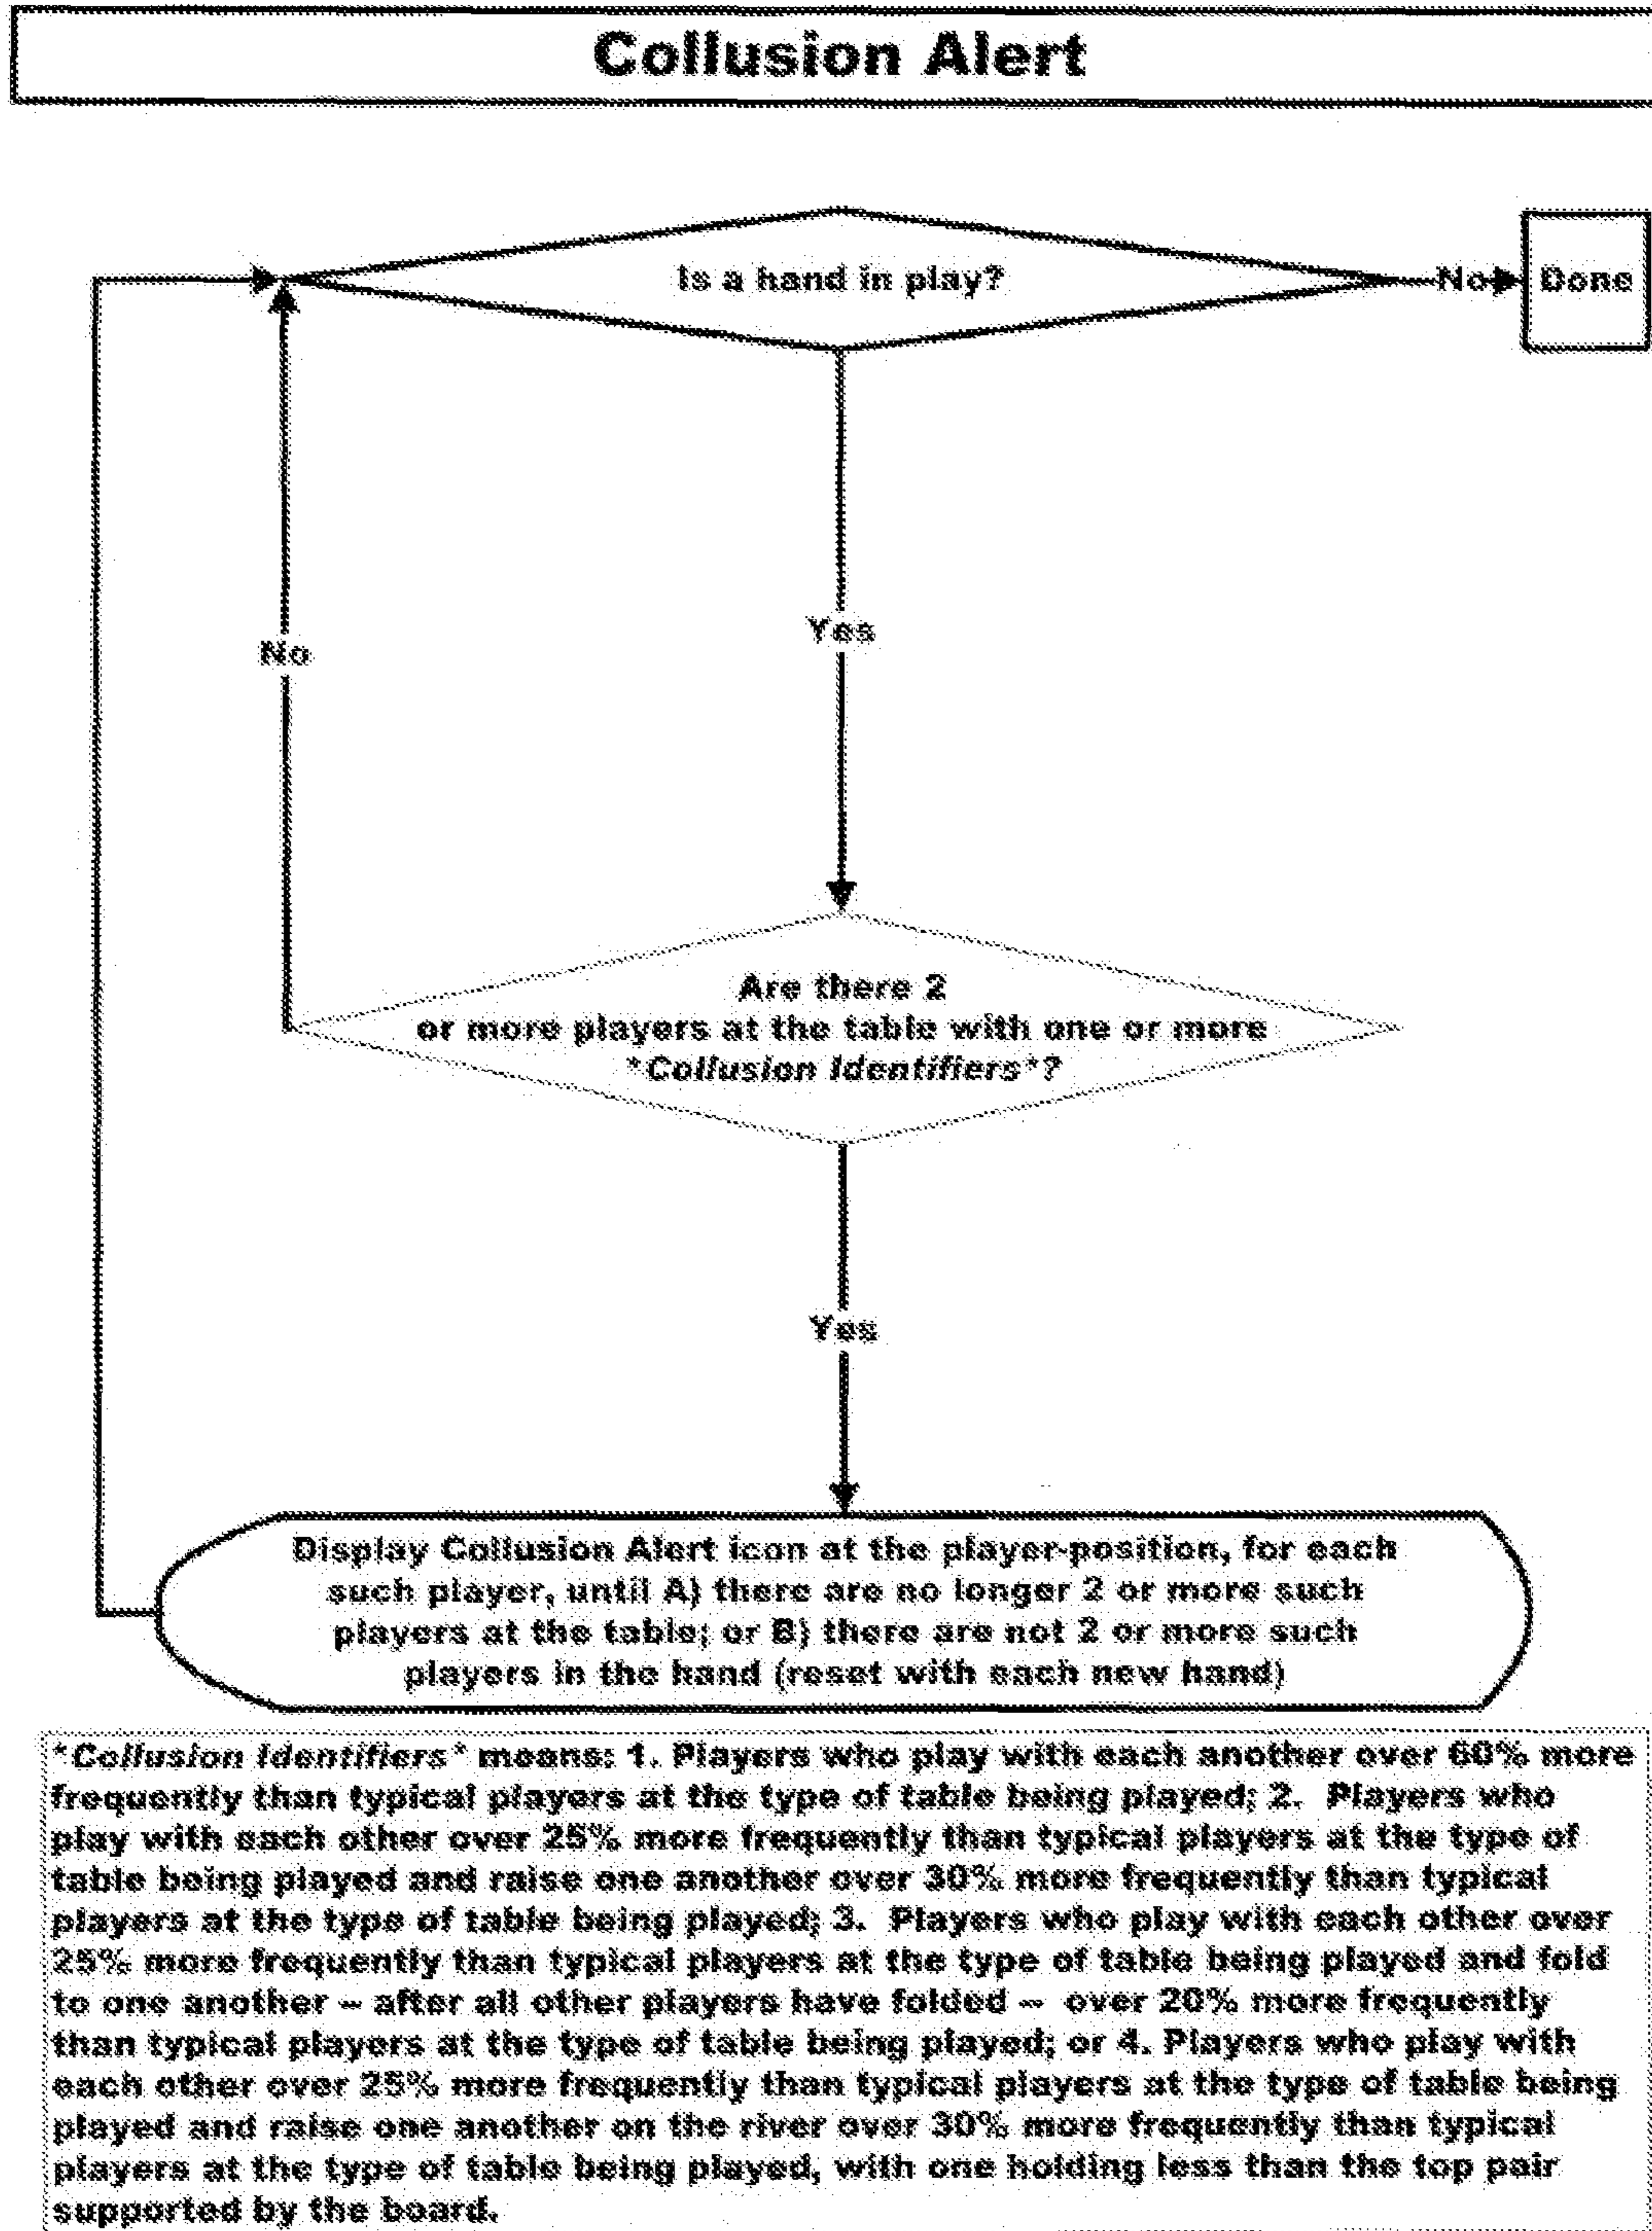 Collusion Alert
Is a hand in play?
No
Done
Yes
No
Are there 2
or more players at the table with one or more
*Collusion Identifiers*?
Yes
Display Collusion Alert icon at the player-position, for each
such player, until A) there are no longer 2 or more such
players at the table; or B) there are not 2 or more such
players in the hand (reset with each new hand)
*Collusion Identifiers* means: 1. Players who play with each another over 60% more
frequently than typical players at the type of table being played; 2. Players who
play with each other over 25% more frequently than typical players at the type of
table being played and raise one another over 30% more frequently than typical
players at the type of table being played; 3. Players who play with each other over
25% more frequently than typical players at the type of table being played and fold
to one another – after all other players have folded – over 20% more frequently
than typical players at the type of table being played; or 4. Players who play with
each other over 25% more frequently than typical players at the type of table being
played and raise one another on the river over 30% more frequently than typical
players at the type of table being played, with one holding less than the top pair
supported by the board.